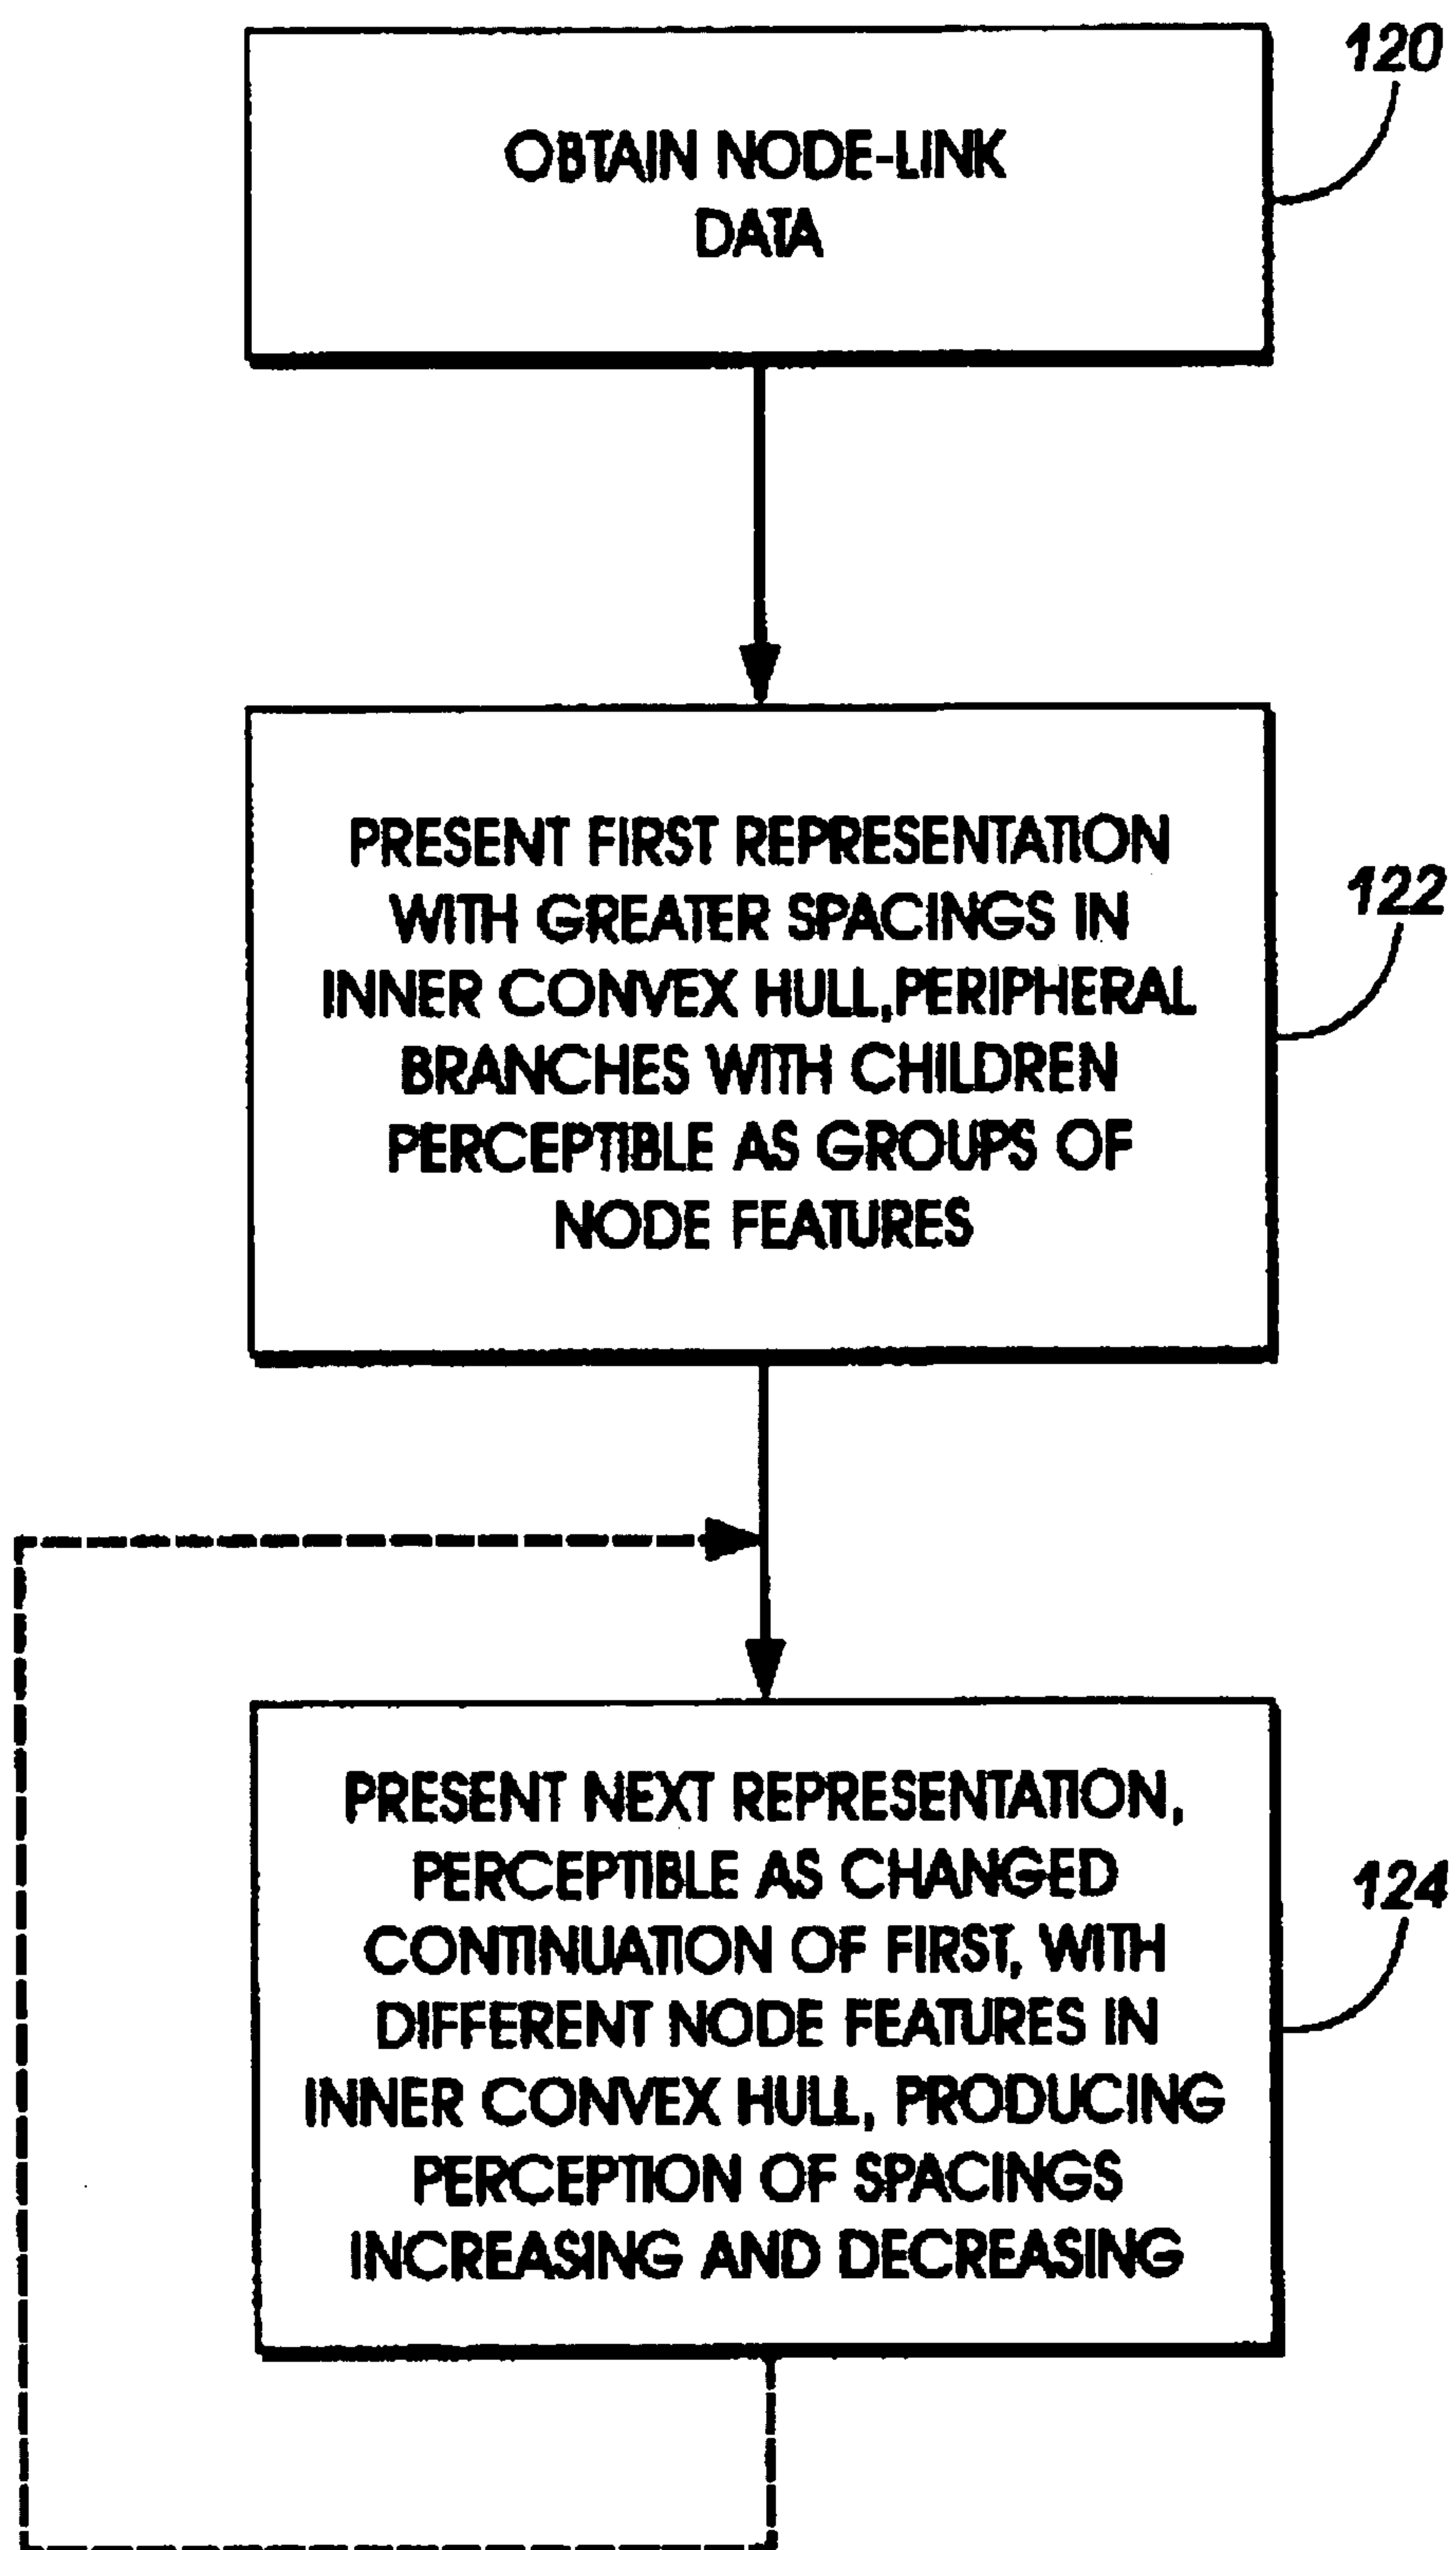 120
OBTAIN NODE-LINK
DATA
PRESENT FIRST REPRESENTATION
WITH GREATER SPACINGS IN
INNER CONVEX HULL,PERIPHERAL
BRANCHES WITH CHILDREN
PERCEPTIBLE AS GROUPS OF
NODE FEATURES
122
PRESENT NEXT REPRESENTATION,
PERCEPTIBLE AS CHANGED
CONTINUATION OF FIRST, WITH
DIFFERENT NODE FEATURES IN
INNER CONVEX HULL, PRODUCING
PERCEPTION OF SPACINGS
INCREASING AND DECREASING
124